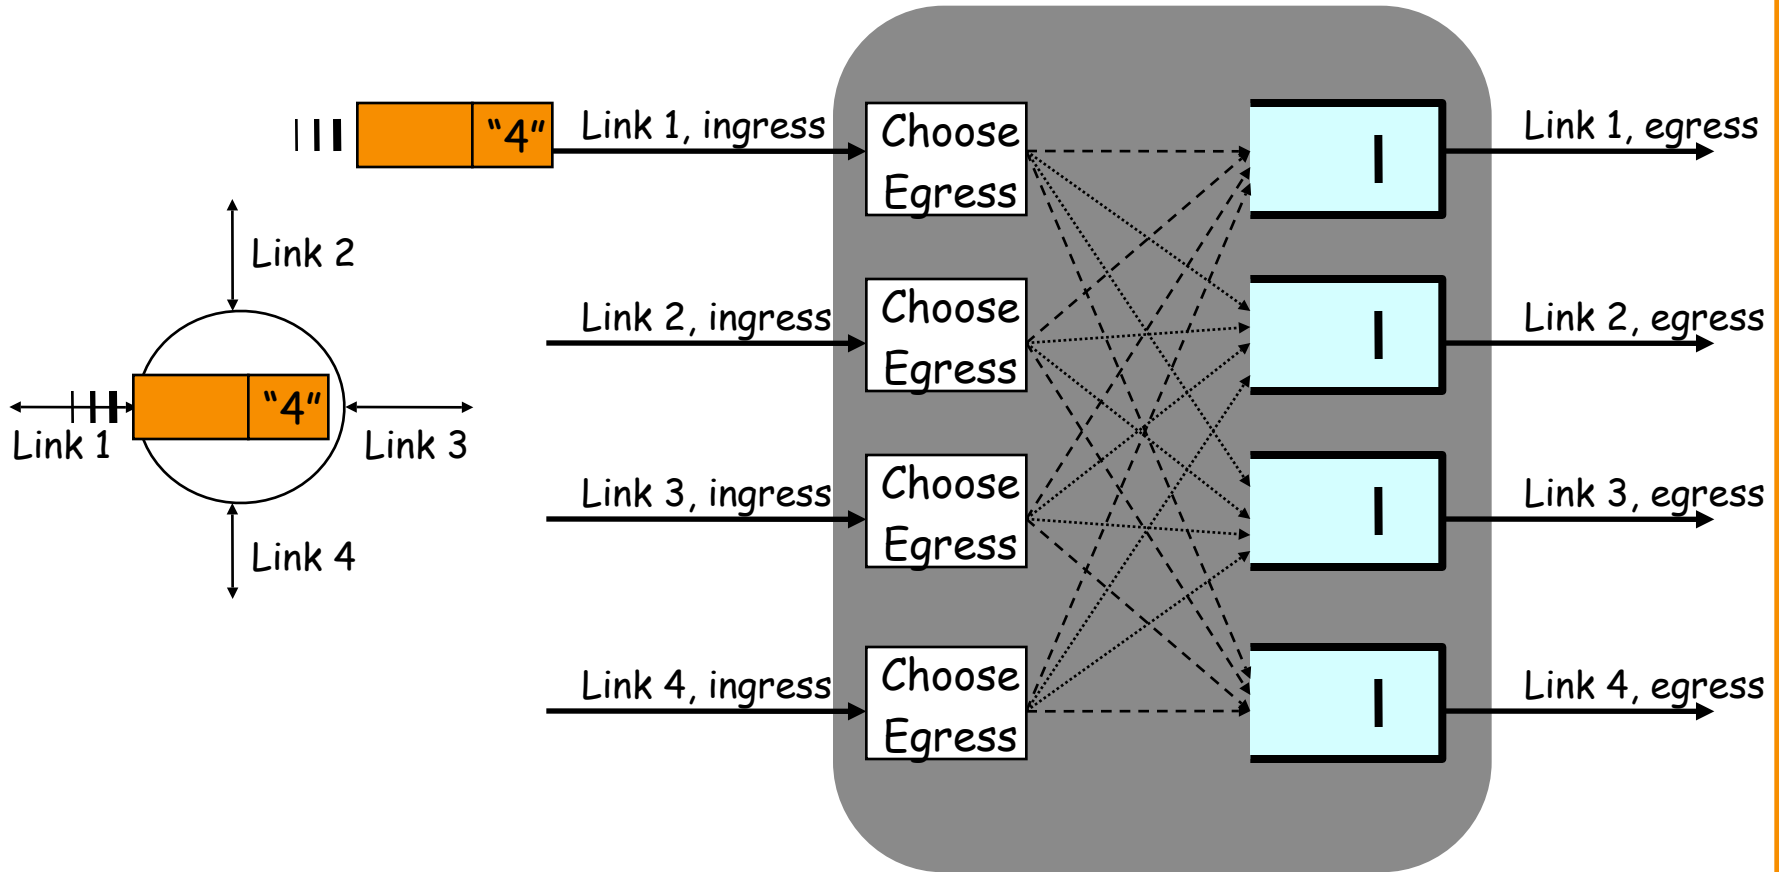 “4”
Link 1, ingress
Choose
Egress
Link 1, egress
Link 2
Link 2, ingress
Choose
Egress
Link 2, egress
“4”
Link 1
Link 3
Link 3, ingress
Choose
Egress
Link 3, egress
Link 4
Link 4, ingress
Choose
Egress
Link 4, egress